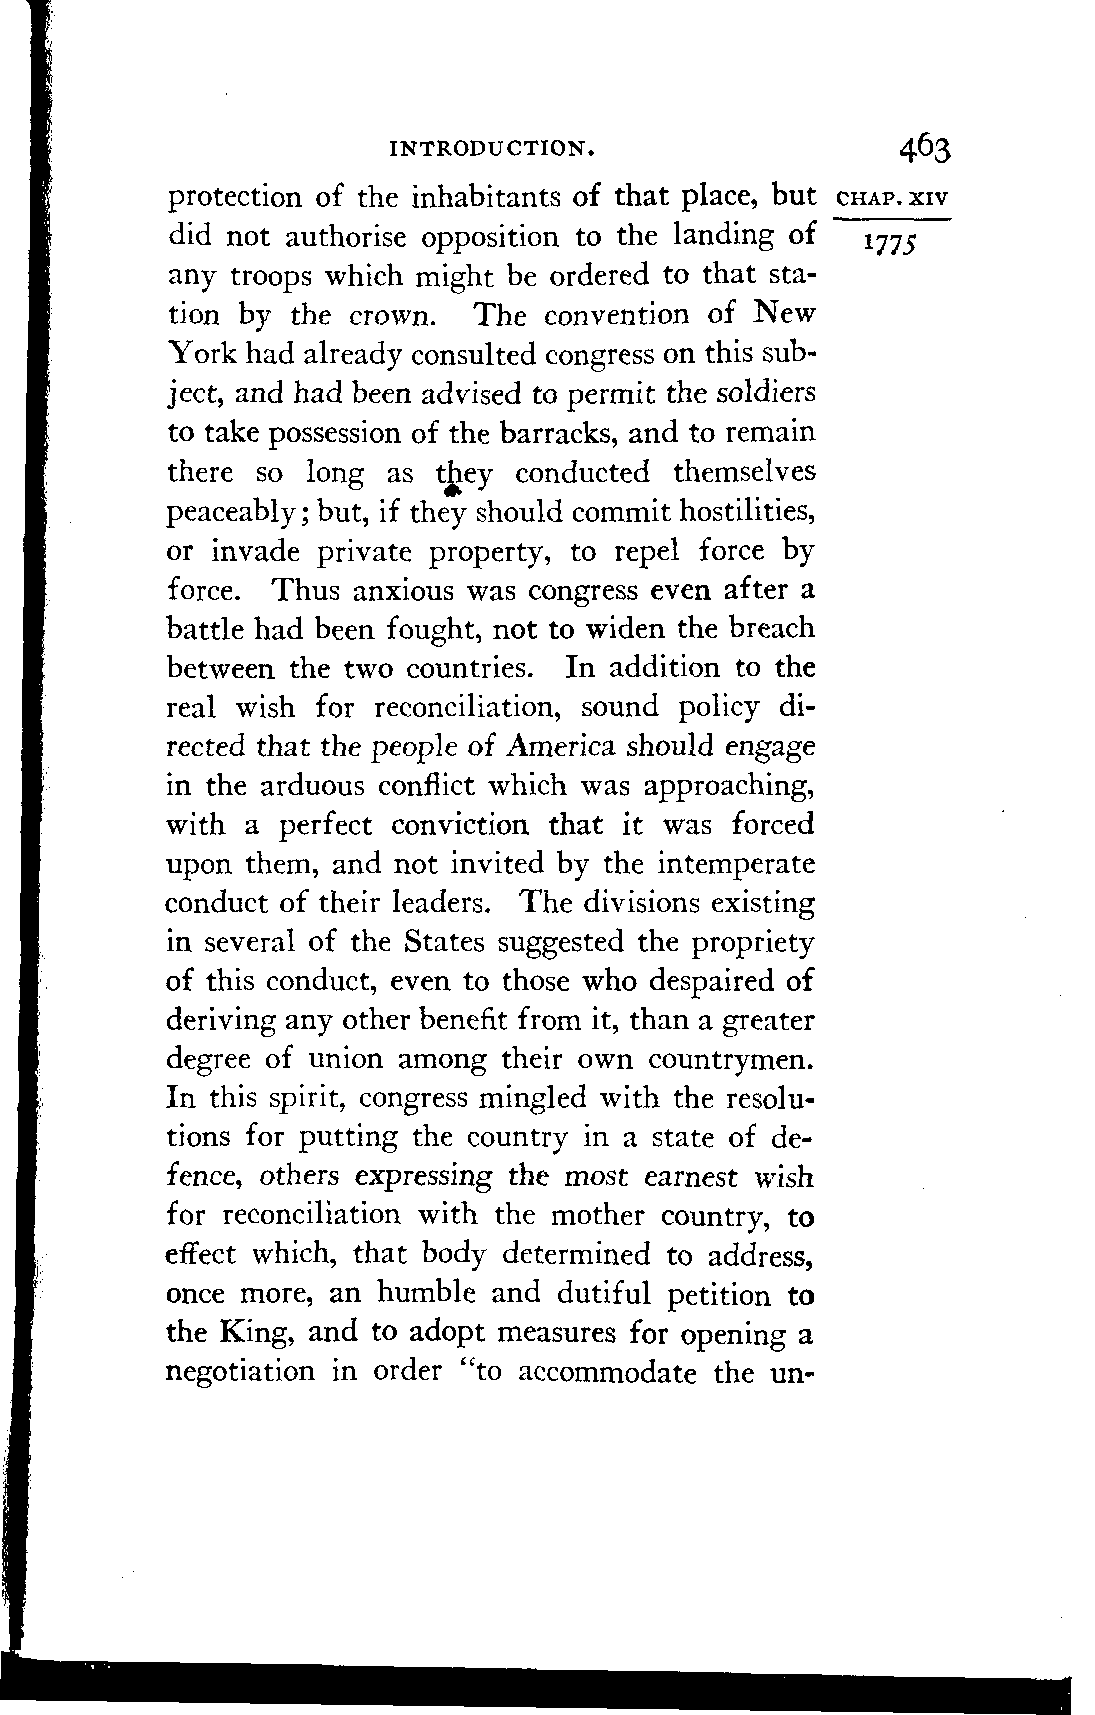 INTRODUCTION. 463
protection of the inhabitants of that place, but CHAP. XIV
did not authorise opposition to the landing of 1775
any troops which might be ordered to that sta-
tion by the crown. The convention of New
York had already consulted congress on this sub-
ject, and had been advised to permit the soldiers
to take possession of the barracks, and to remain
there so long as they conducted themselves
peaceably; but, if they should commit hostilities,
or invade private property, to repel force by
force. Thus anxious was congress even after a
battle had been fought, not to widen the breach
between the two countries. In addition to the
real wish for reconciliation, sound policy di-
rected that the people of America should engage
in the arduous conflict which was approaching,
with a perfect conviction that it was forced
upon them, and not invited by the intemperate
conduct of their leaders. The divisions existing
in several of the States suggested the propriety
of this conduct, even to those who despaired of
deriving any other benefit from it, than a greater
degree of union among their own countrymen.
In this spirit, congress mingled with the resolu-
tions for putting the country in a state of de-
fence, others expressing the most earnest wish
for reconciliation with the mother country, to
effect which, that body determined to address,
once more, an humble and dutiful petition to
the King, and to adopt measures for opening a
negotiation in order "to accommodate the un-